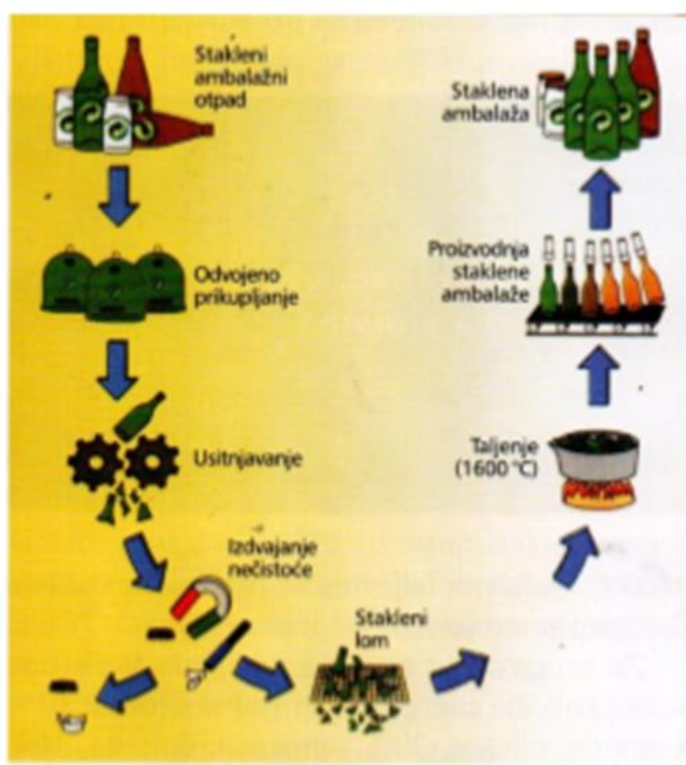 Stakleni
ambalažni
otpad
Odvojeno
prikupljanje
Usitnjavanje
Izdvajanje
nečistoće
Stakleni
lom
Taljenje
(1600 °C)
Proizvodnja
staklene
ambalaže
Staklena
ambalaža